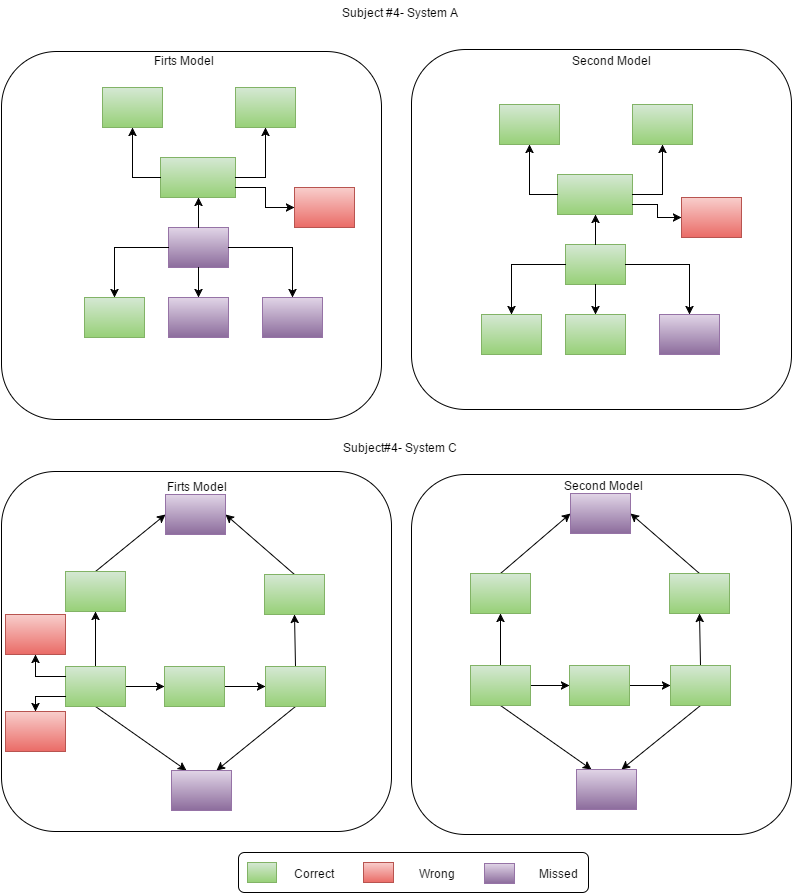 Subject #4- System A
Firts Model
Second Model
Subject#4- System C
Firts Model
Second Model
Correct
Wrong
Missed